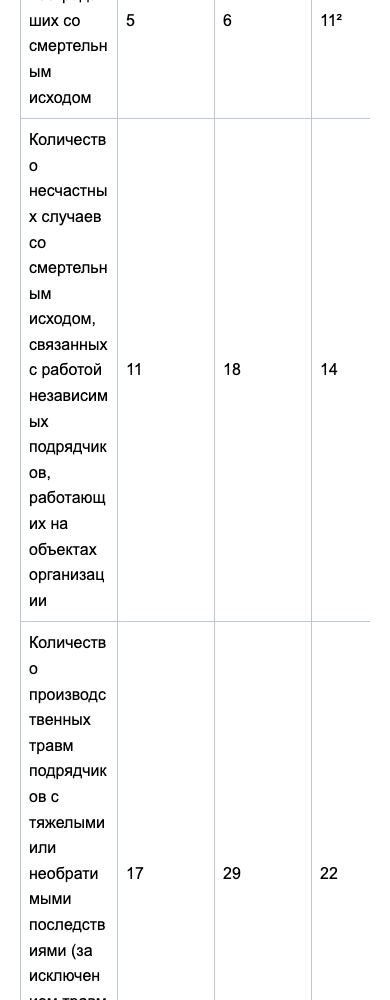 ших со
смертельн
ым
исходом
5
6
11²
Количеств
о
несчастны
х случаев
со
смертельн
ым
исходом,
связанных
с работой
независим
ых
подрядчик
ов,
работающ
их на
объектах
организац
ии
11
18
14
Количеств
о
производс
твенных
травм
подрядчик
ов с
тяжелыми
или
необрати
мыми
последств
иями (за
исключен
17
29
22